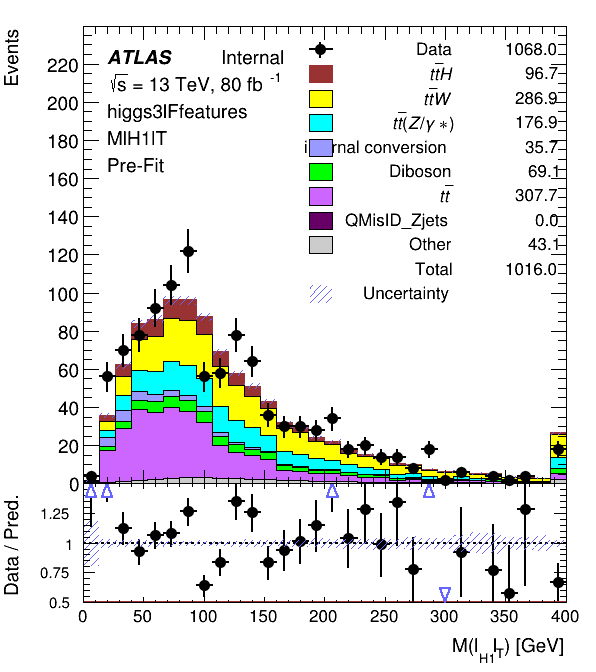 Events
ATLAS Internal
√s = 13 TeV, 80 fb⁻¹
higgs3lFfeatures
MlH1lT
Pre-Fit
Data 1068.0
tt̄H 96.7
tt̄W 286.9
tt̄(Z/γ *) 176.9
conversion 35.7
Diboson 69.1
tt̄ 307.7
QMisID_Zjets 0.0
Other 43.1
Total 1016.0
Uncertainty
220
200
180
160
140
120
100
80
60
40
20
0
Data / Pred.
1.25
1
0.75
0.5
0 50 100 150 200 250 300 350 400
M(l_H1 l_T) [GeV]